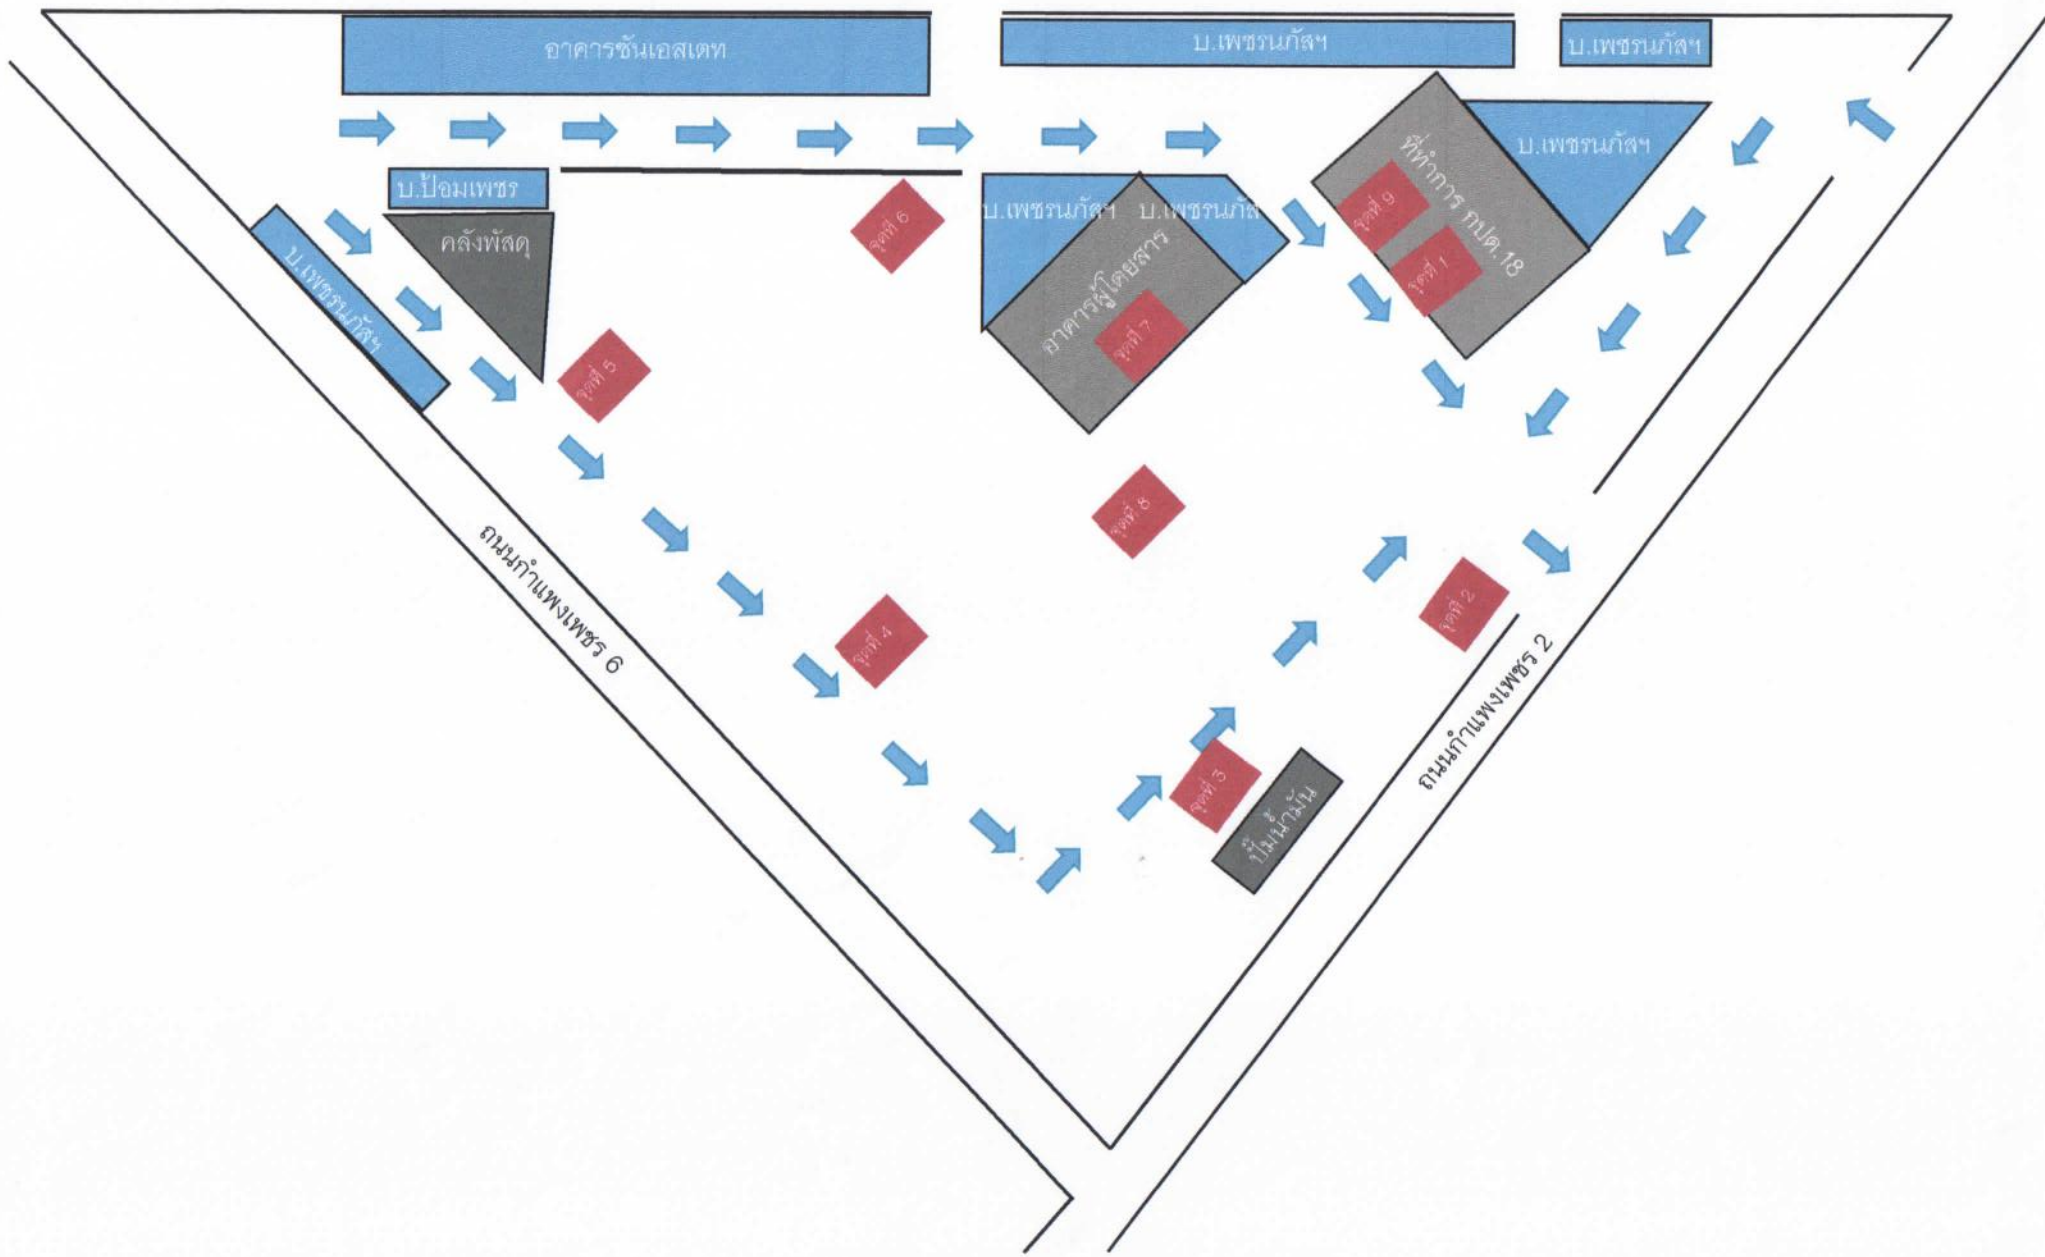 อาคารซันเอสเตท
บ.เพชรนภัสฯ
บ.เพชรนภัสฯ
บ.ป้อมเพชร
คลังพัสดุ
บ.เพชรนภัสฯ
จุดที่ 6
บ.เพชรนภัสฯ
บ.เพชรนภัส
อาคารผู้โดยสาร
จุดที่ 7
ที่ทำการ กปด.18
จุดที่ 9
จุดที่ 1
บ.เพชรนภัสฯ
จุดที่ 5
จุดที่ 8
ถนนกำแพงเพชร 6
จุดที่ 4
จุดที่ 2
จุดที่ 3
ปั๊มน้ำมัน
ถนนกำแพงเพชร 2